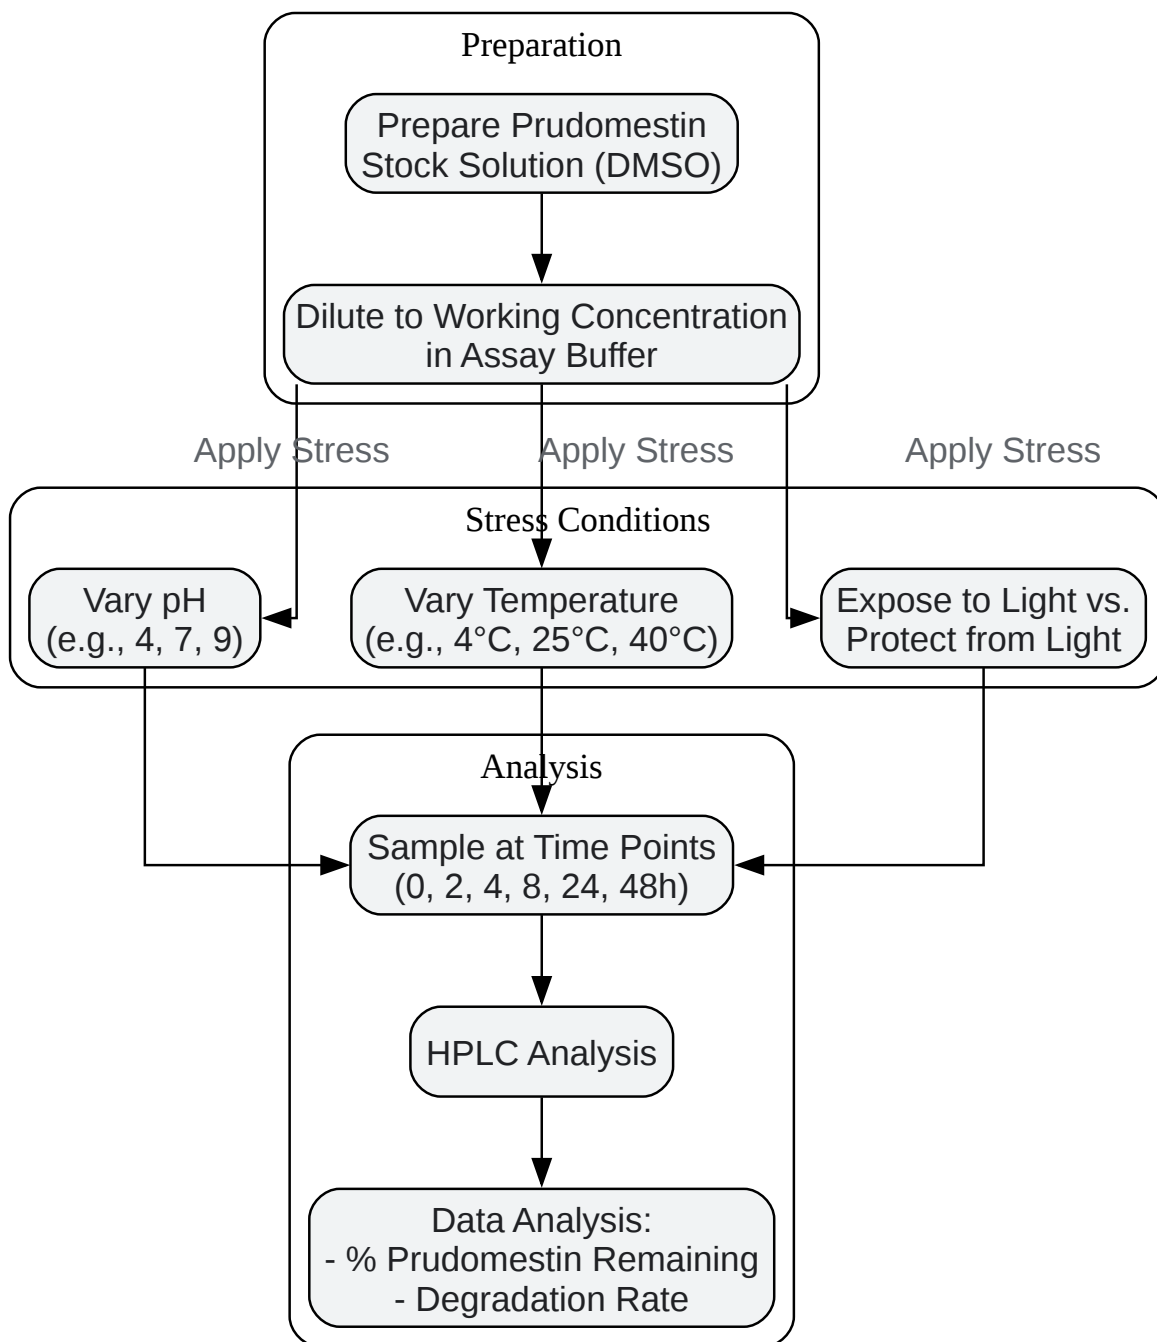 Preparation
Prepare Prudomestin
Stock Solution (DMSO)
Dilute to Working Concentration
in Assay Buffer
Apply Stress
Apply Stress
Apply Stress
Stress Conditions
Vary pH
(e.g., 4, 7, 9)
Vary Temperature
(e.g., 4°C, 25°C, 40°C)
Expose to Light vs.
Protect from Light
Analysis
Sample at Time Points
(0, 2, 4, 8, 24, 48h)
HPLC Analysis
Data Analysis:
- % Prudomestin Remaining
- Degradation Rate